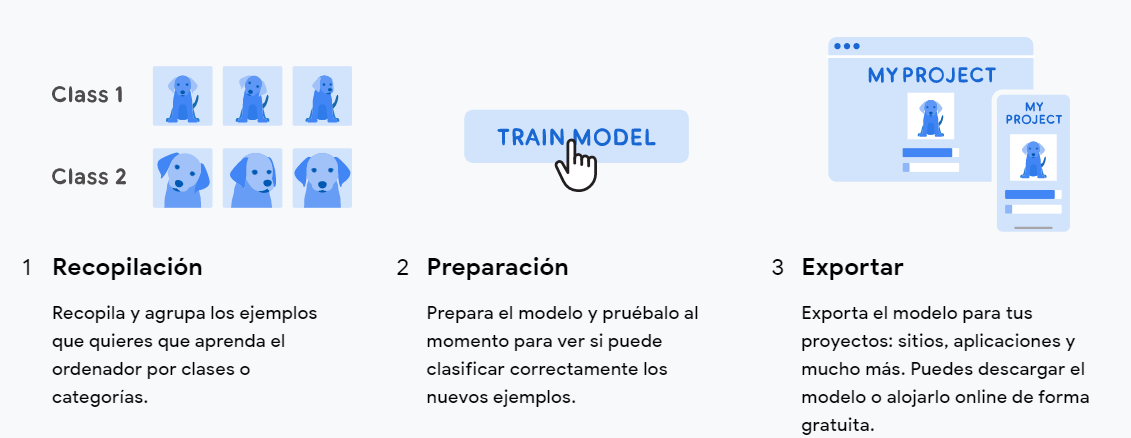 Class 1
Class 2
TRAIN MODEL
MY PROJECT
MY
PROJECT
1 Recopilación
Recopila y agrupa los ejemplos
que quieres que aprenda el
ordenador por clases o
categorías.
2 Preparación
Prepara el modelo y pruébalo al
momento para ver si puede
clasificar correctamente los
nuevos ejemplos.
3 Exportar
Exporta el modelo para tus
proyectos: sitios, aplicaciones y
mucho más. Puedes descargar el
modelo o alojarlo online de forma
gratuita.